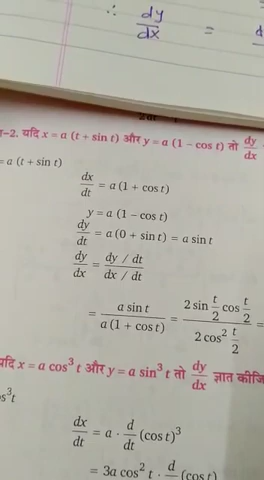 ∴ dy/dx =
-2. यदि x = a (t + sin t) और y = a (1 − cos t) तो dy/dx
= a (t + sin t)
dx/dt = a (1 + cos t)
y = a (1 − cos t)
dy/dt = a (0 + sin t) = a sin t
dy/dx = dy / dt / dx / dt
= a sin t / a (1 + cos t) = 2 sin t/2 cos t/2 / 2 cos² t/2 =
यदि x = a cos³ t और y = a sin³ t तो dy/dx ज्ञात कीजि
s³t
dx/dt = a · d/dt (cos t)³
= 3a cos² t · d (cos t)